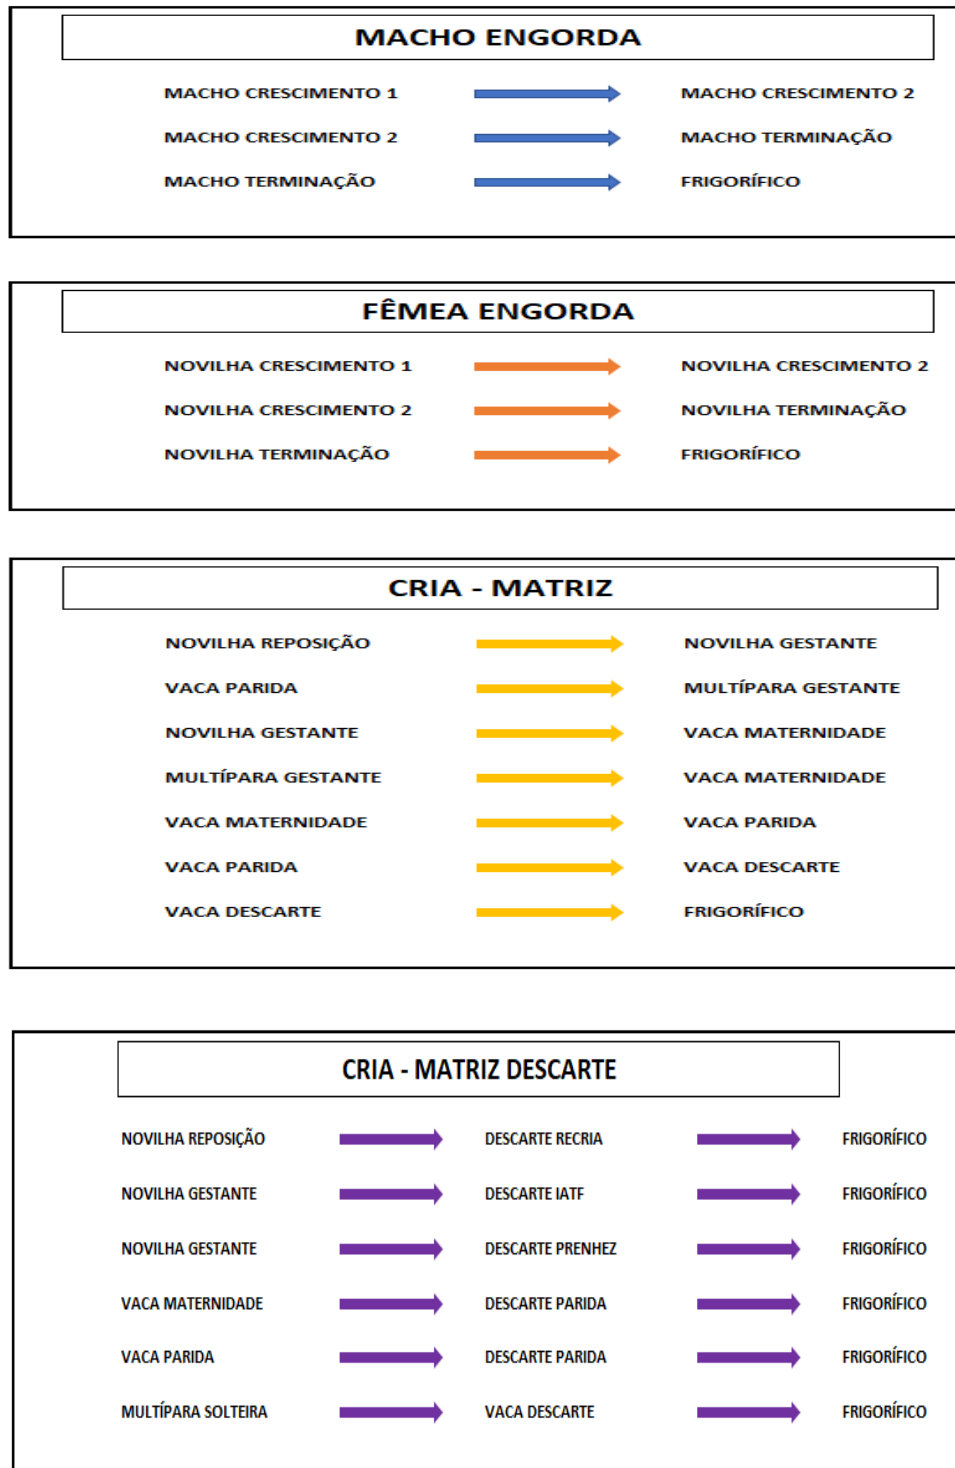 MACHO ENGORDA
MACHO CRESCIMENTO 1 MACHO CRESCIMENTO 2
MACHO CRESCIMENTO 2 MACHO TERMINAÇÃO
MACHO TERMINAÇÃO FRIGORÍFICO
FÊMEA ENGORDA
NOVILHA CRESCIMENTO 1 NOVILHA CRESCIMENTO 2
NOVILHA CRESCIMENTO 2 NOVILHA TERMINAÇÃO
NOVILHA TERMINAÇÃO FRIGORÍFICO
CRIA - MATRIZ
NOVILHA REPOSIÇÃO NOVILHA GESTANTE
VACA PARIDA MULTÍPARA GESTANTE
NOVILHA GESTANTE VACA MATERNIDADE
MULTÍPARA GESTANTE VACA MATERNIDADE
VACA MATERNIDADE VACA PARIDA
VACA PARIDA VACA DESCARTE
VACA DESCARTE FRIGORÍFICO
CRIA - MATRIZ DESCARTE
NOVILHA REPOSIÇÃO DESCARTE RECRIA FRIGORÍFICO
NOVILHA GESTANTE DESCARTE IATF FRIGORÍFICO
NOVILHA GESTANTE DESCARTE PRENHEZ FRIGORÍFICO
VACA MATERNIDADE DESCARTE PARIDA FRIGORÍFICO
VACA PARIDA DESCARTE PARIDA FRIGORÍFICO
MULTÍPARA SOLTEIRA VACA DESCARTE FRIGORÍFICO